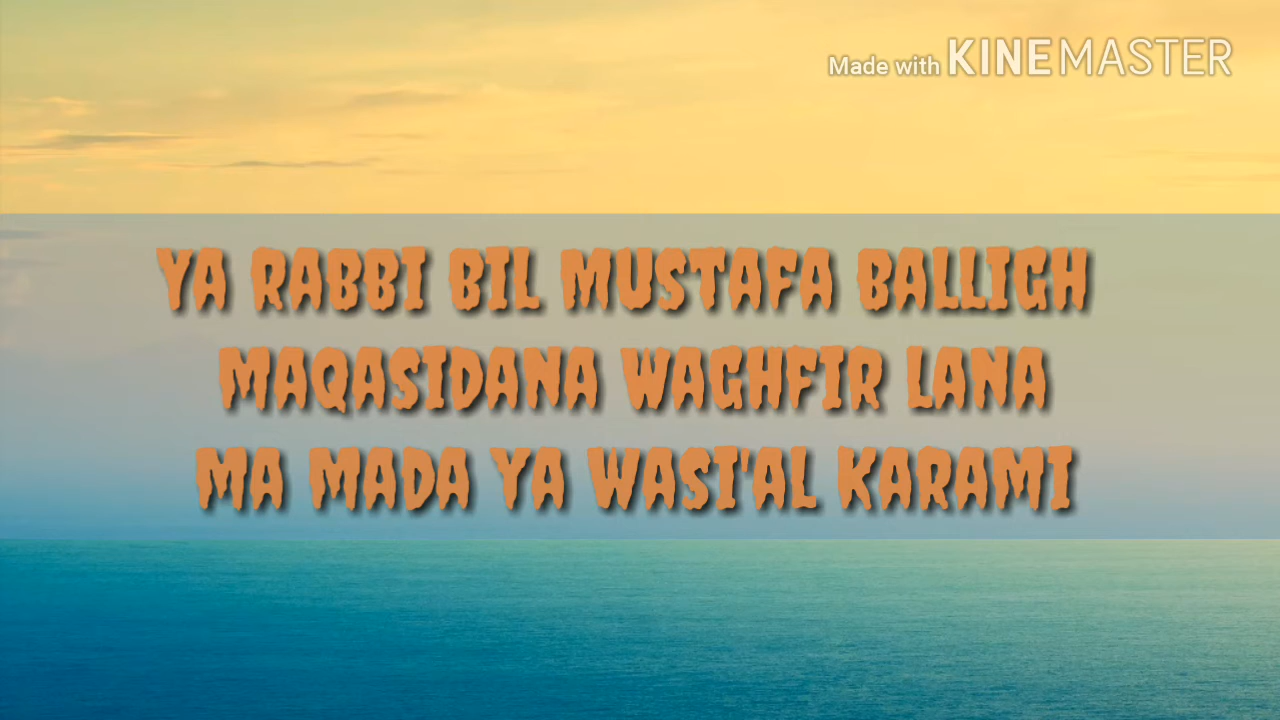 Made with KINEMASTER
YA RABBI BIL MUSTAFA BALLIGH
MAQASIDANA WAGHFIR LANA
MA MADA YA WASI'AL KARAMI